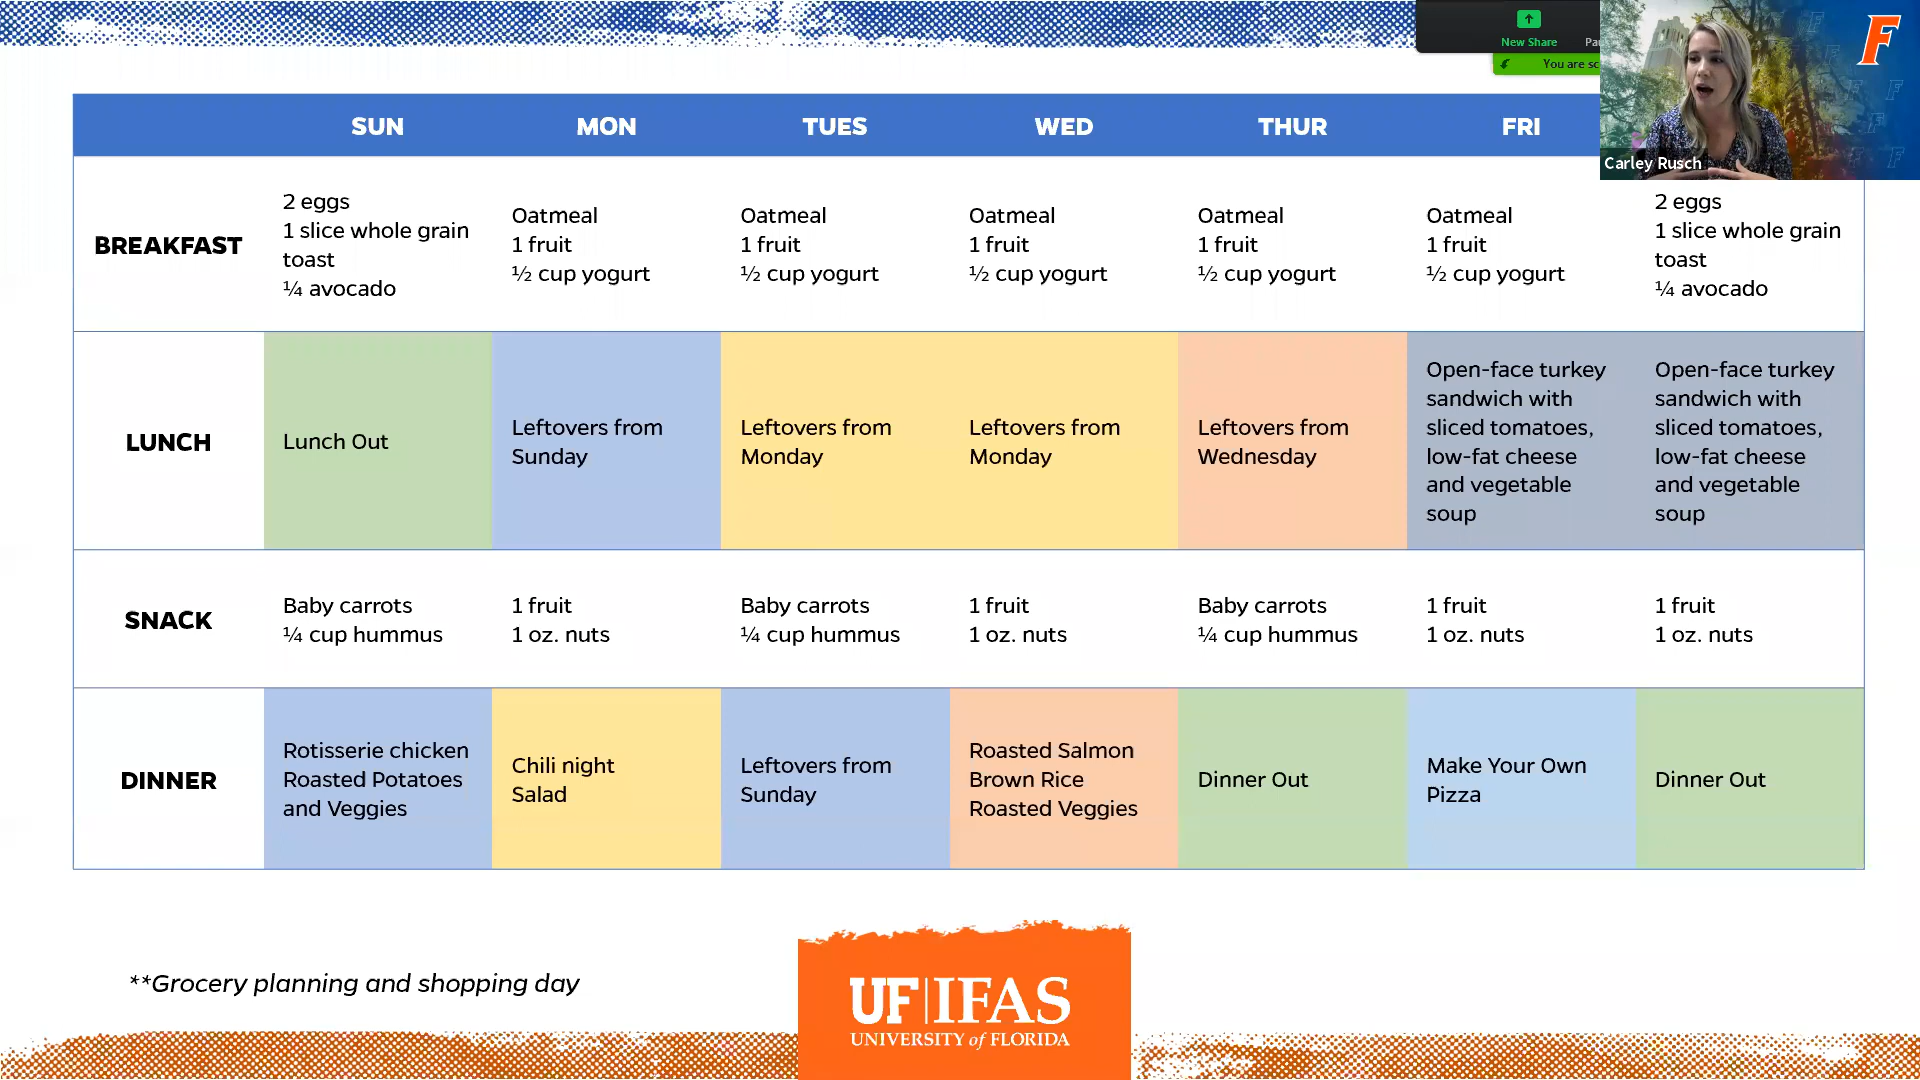 New Share
You are sc
F
Carley Rusch
SUN MON TUES WED THUR FRI
BREAKFAST
2 eggs
1 slice whole grain
toast
¼ avocado
Oatmeal
1 fruit
½ cup yogurt
Oatmeal
1 fruit
½ cup yogurt
Oatmeal
1 fruit
½ cup yogurt
Oatmeal
1 fruit
½ cup yogurt
Oatmeal
1 fruit
½ cup yogurt
2 eggs
1 slice whole grain
toast
¼ avocado
LUNCH
Lunch Out
Leftovers from
Sunday
Leftovers from
Monday
Leftovers from
Monday
Leftovers from
Wednesday
Open-face turkey
sandwich with
sliced tomatoes,
low-fat cheese
and vegetable
soup
Open-face turkey
sandwich with
sliced tomatoes,
low-fat cheese
and vegetable
soup
SNACK
Baby carrots
¼ cup hummus
1 fruit
1 oz. nuts
Baby carrots
¼ cup hummus
1 fruit
1 oz. nuts
Baby carrots
¼ cup hummus
1 fruit
1 oz. nuts
1 fruit
1 oz. nuts
DINNER
Rotisserie chicken
Roasted Potatoes
and Veggies
Chili night
Salad
Leftovers from
Sunday
Roasted Salmon
Brown Rice
Roasted Veggies
Dinner Out
Make Your Own
Pizza
Dinner Out
**Grocery planning and shopping day
UF|IFAS
UNIVERSITY of FLORIDA